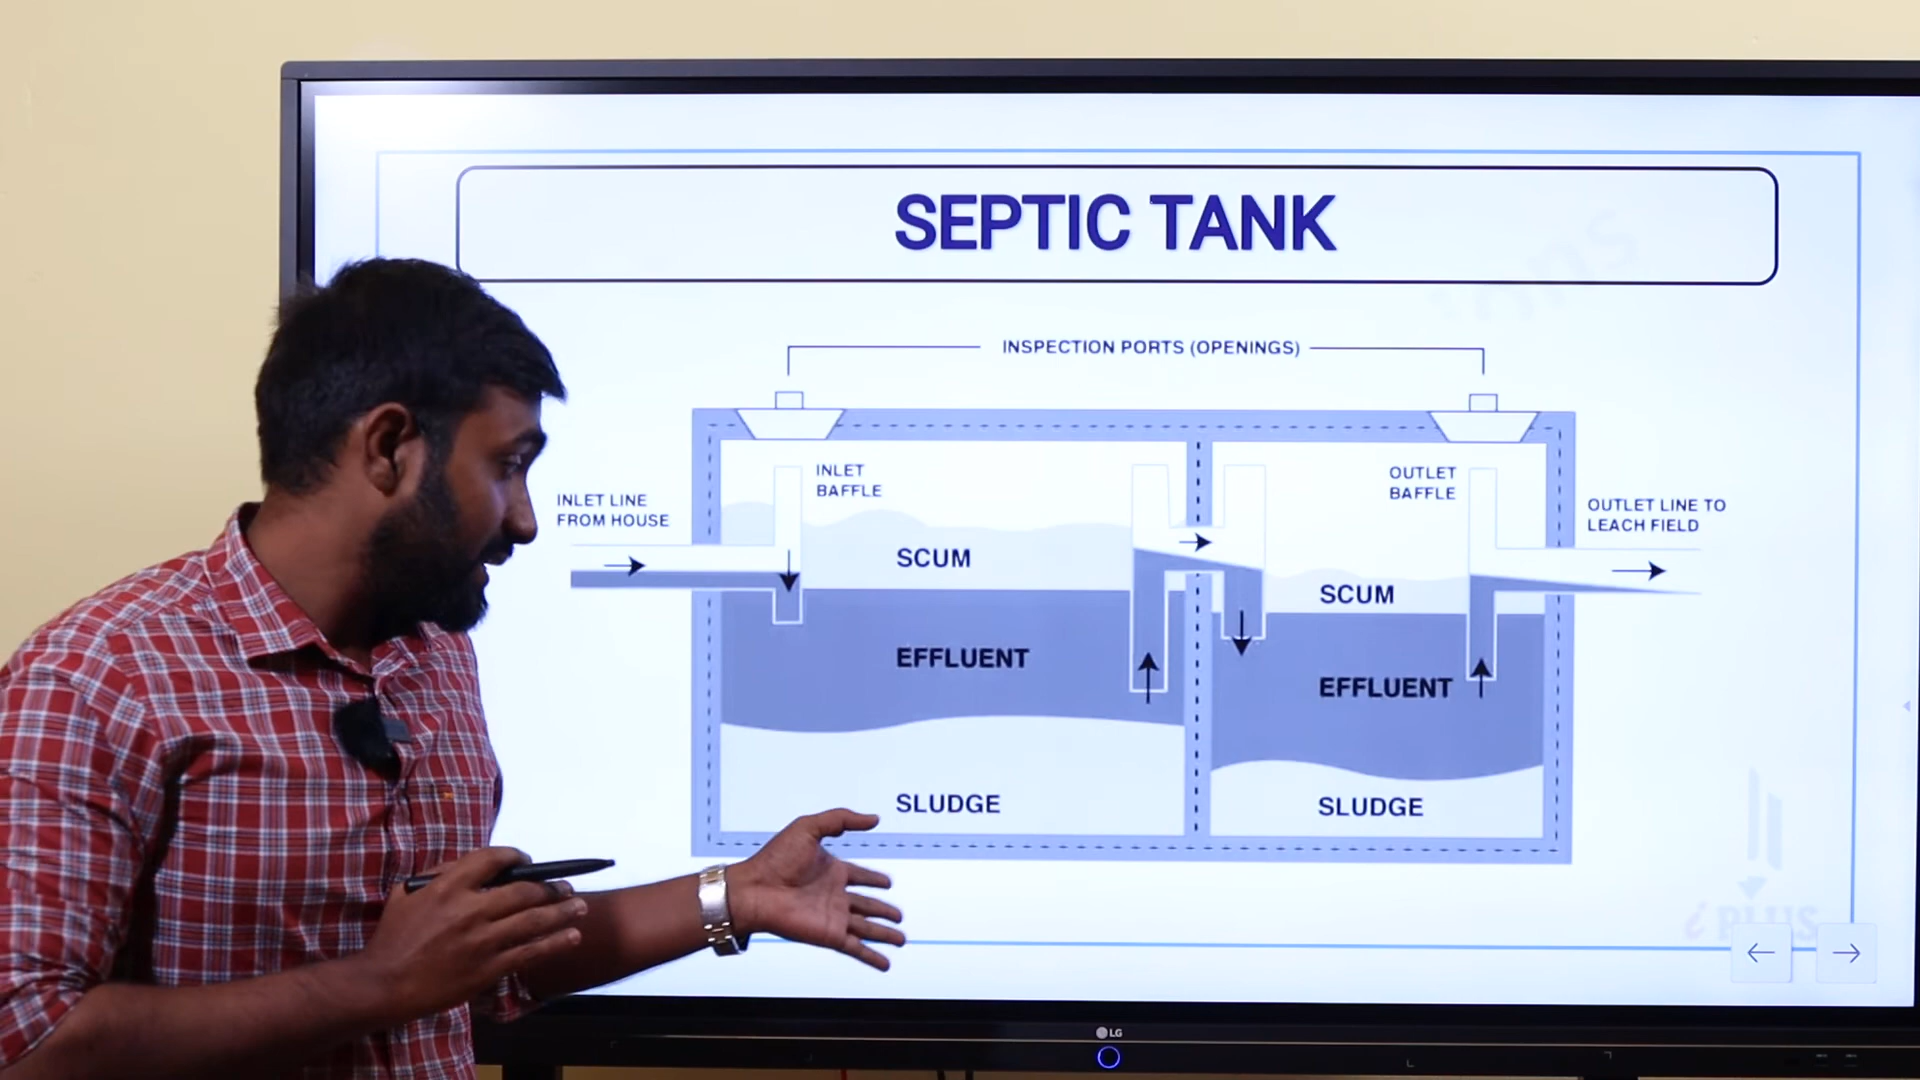 SEPTIC TANK
INSPECTION PORTS (OPENINGS)
INLET
BAFFLE
OUTLET
BAFFLE
INLET LINE
FROM HOUSE
OUTLET LINE TO
LEACH FIELD
SCUM
SCUM
EFFLUENT
EFFLUENT
SLUDGE
SLUDGE
i PLUS
LG